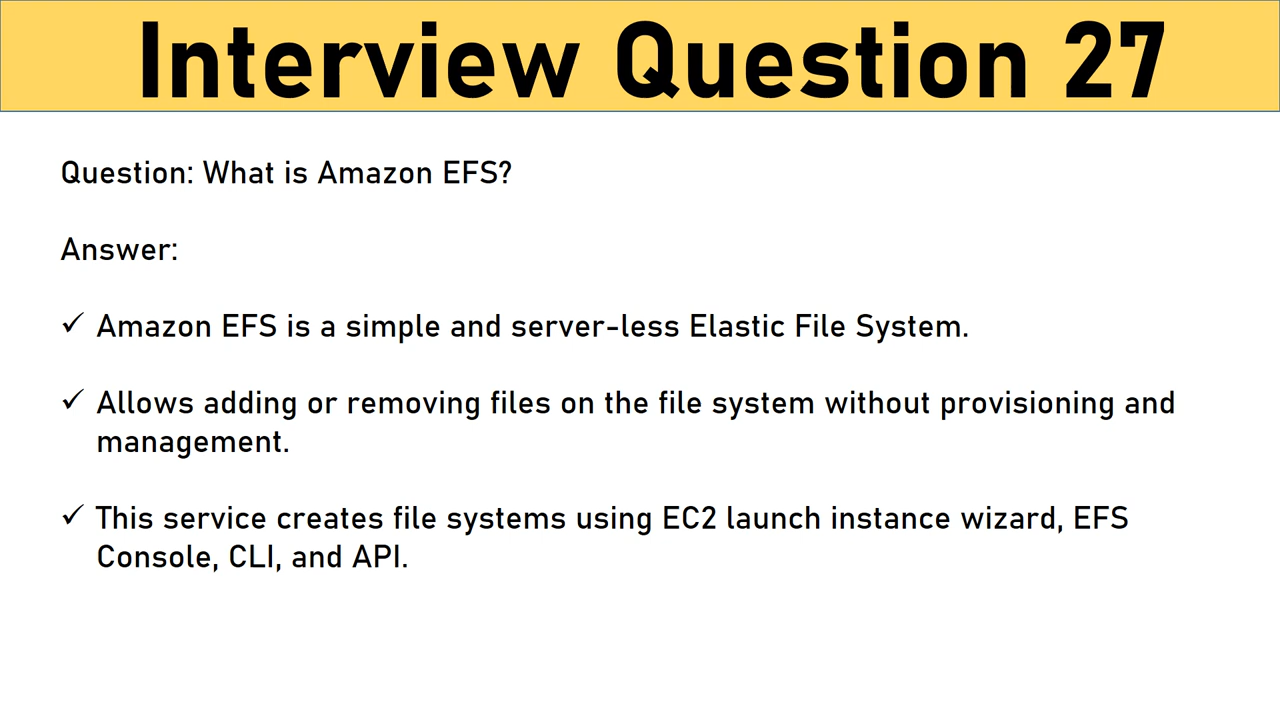 Interview Question 27
Question: What is Amazon EFS?
Answer:
✓ Amazon EFS is a simple and server-less Elastic File System.
✓ Allows adding or removing files on the file system without provisioning and
management.
✓ This service creates file systems using EC2 launch instance wizard, EFS
Console, CLI, and API.